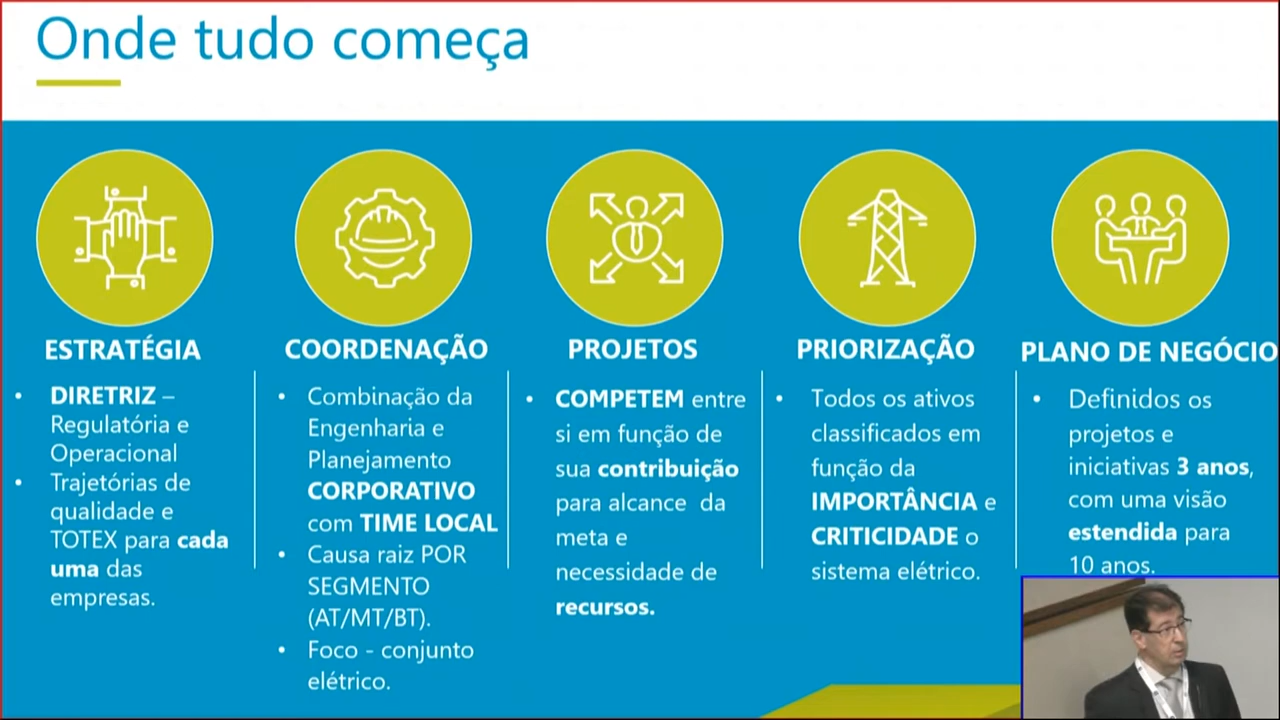 Onde tudo começa
ESTRATÉGIA
• DIRETRIZ –
Regulatória e
Operacional
• Trajetórias de
qualidade e
TOTEX para cada
uma das
empresas.
COORDENAÇÃO
• Combinação da
Engenharia e
Planejamento
CORPORATIVO
com TIME LOCAL
• Causa raiz POR
SEGMENTO
(AT/MT/BT).
• Foco - conjunto
elétrico.
PROJETOS
• COMPETEM entre
si em função de
sua contribuição
para alcance da
meta e
necessidade de
recursos.
PRIORIZAÇÃO
• Todos os ativos
classificados em
função da
IMPORTÂNCIA e
CRITICIDADE o
sistema elétrico.
PLANO DE NEGÓCIO
• Definidos os
projetos e
iniciativas 3 anos,
com uma visão
estendida para
10 anos.